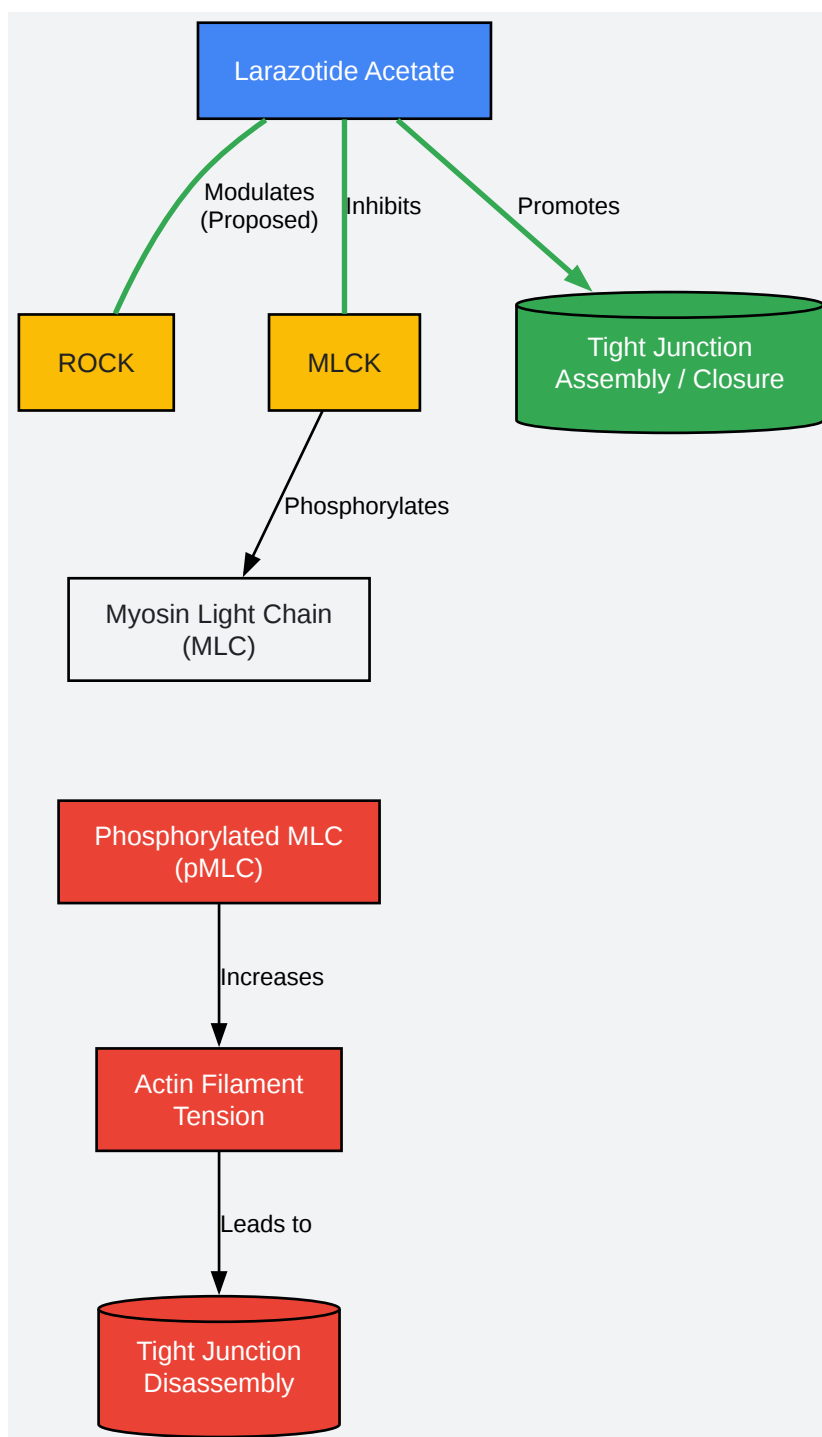 Larazotide Acetate
Modulates
(Proposed)
Inhibits
Promotes
ROCK
MLCK
Tight Junction
Assembly / Closure
Phosphorylates
Myosin Light Chain
(MLC)
Phosphorylated MLC
(pMLC)
Increases
Actin Filament
Tension
Leads to
Tight Junction
Disassembly